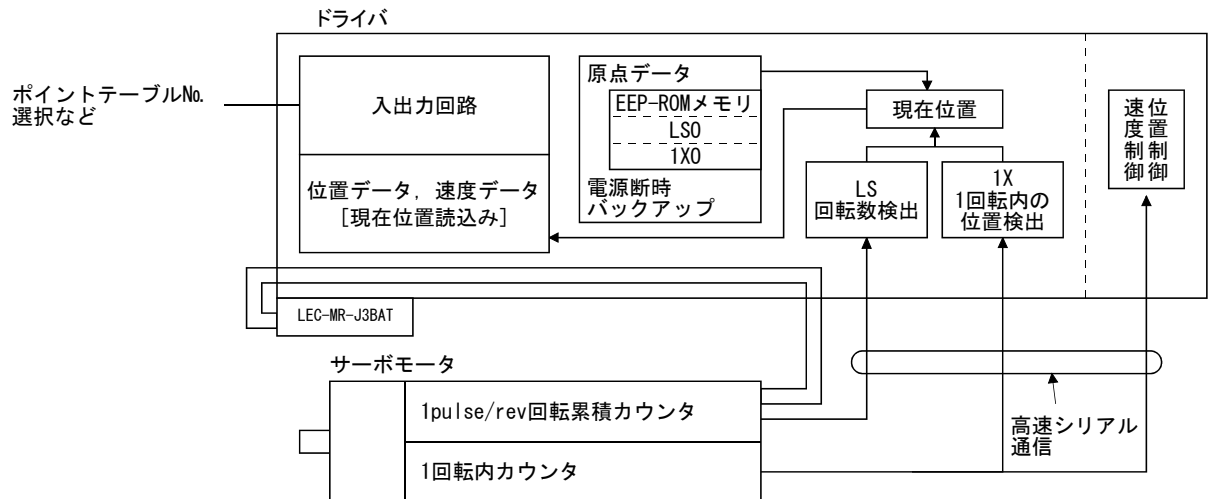 ドライバ
ポイントテーブルNo.
選択など
入出力回路
位置データ，速度データ
[現在位置読込み]
原点データ
EEP-ROMメモリ
LS0
1X0
電源断時
バックアップ
現在位置
LS
回転数検出
1X
1回転内の
位置検出
位置制御
速度制御
LEC-MR-J3BAT
サーボモータ
1pulse/rev回転累積カウンタ
1回転内カウンタ
高速シリアル
通信